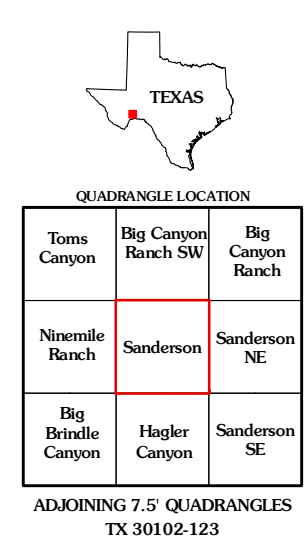 TEXAS
QUADRANGLE LOCATION
Toms
Canyon
Big Canyon
Ranch SW
Big
Canyon
Ranch
Ninemile
Ranch
Sanderson
Sanderson
NE
Big
Brindle
Canyon
Hagler
Canyon
Sanderson
SE
ADJOINING 7.5' QUADRANGLES
TX 30102-123